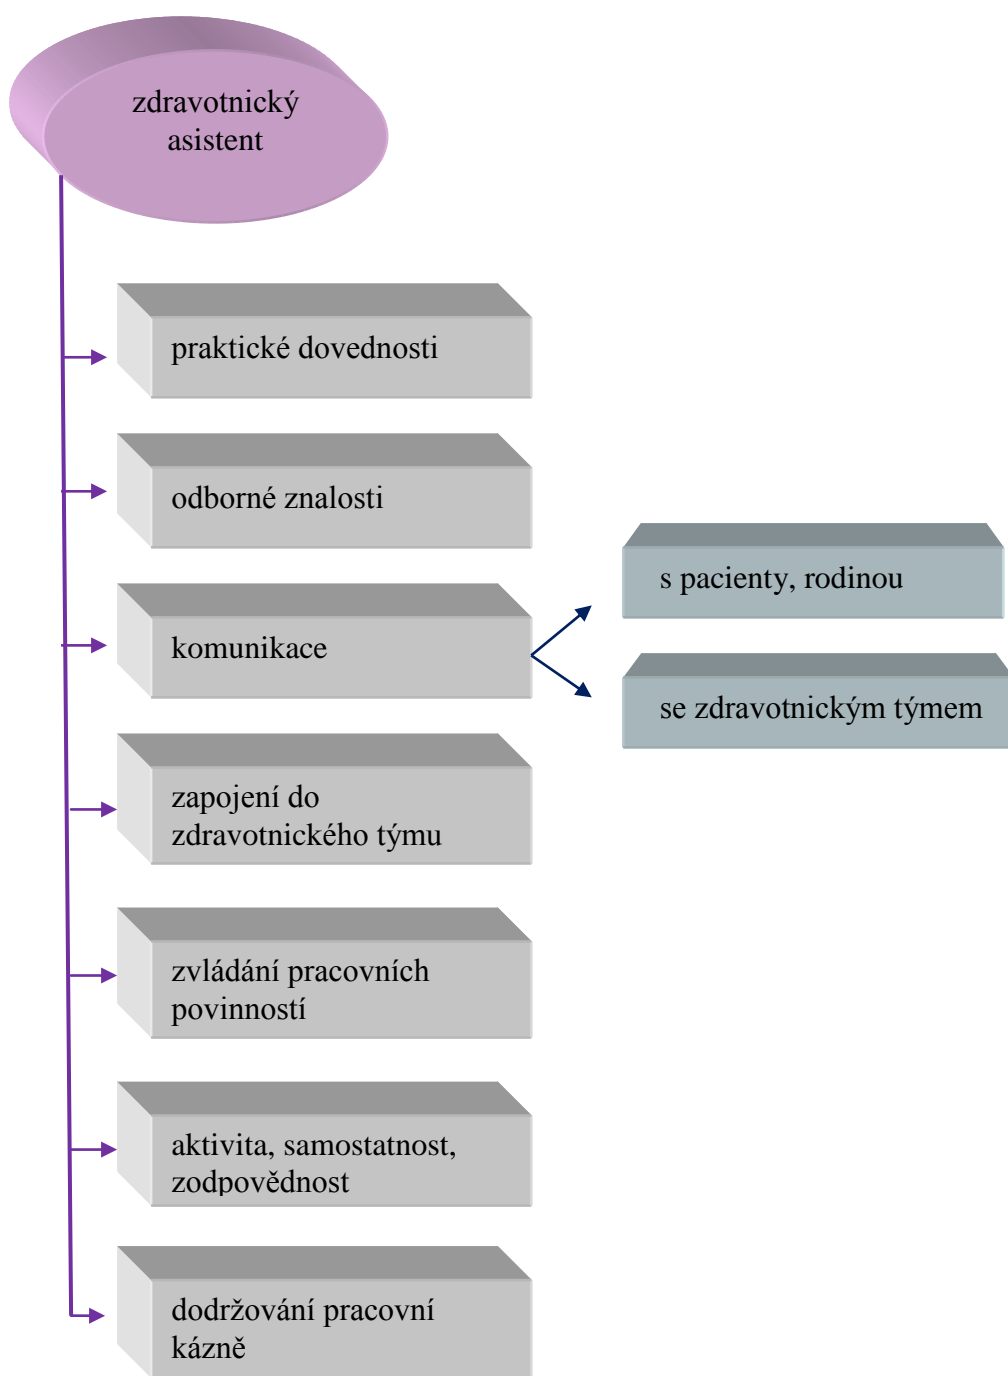 zdravotnický
asistent
praktické dovednosti
odborné znalosti
komunikace
s pacienty, rodinou
se zdravotnickým týmem
zapojení do
zdravotnického týmu
zvládání pracovních
povinností
aktivita, samostatnost,
zodpovědnost
dodržování pracovní
kázně